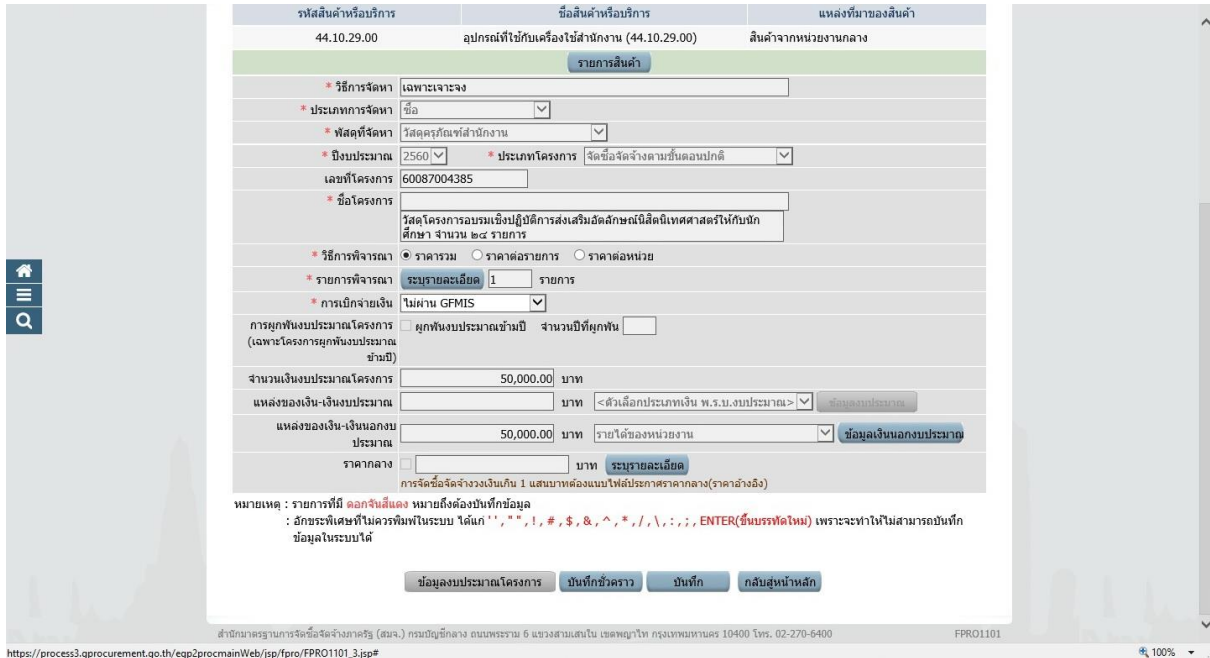 รหัสสินค้าหรือบริการ ชื่อสินค้าหรือบริการ แหล่งที่มาของสินค้า
44.10.29.00 อุปกรณ์ที่ใช้กับเครื่องใช้สำนักงาน (44.10.29.00) สินค้าจากหน่วยงานกลาง
รายการสินค้า
* วิธีการจัดหา เฉพาะเจาะจง
* ประเภทการจัดหา ซื้อ
* พัสดุที่จัดหา วัสดุครุภัณฑ์สำนักงาน
* ปีงบประมาณ 2560 * ประเภทโครงการ จัดซื้อจัดจ้างตามขั้นตอนปกติ
เลขที่โครงการ 60087004385
* ชื่อโครงการ
วัสดุโครงการอบรมเชิงปฏิบัติการส่งเสริมอัตลักษณ์นิสิตนิเทศศาสตร์ให้กับนัก
ศึกษา จำนวน ๒๔ รายการ
* วิธีการพิจารณา ราคารวม ราคาต่อรายการ ราคาต่อหน่วย
* รายการพิจารณา ระบุรายละเอียด 1 รายการ
* การเบิกจ่ายเงิน ไม่ผ่าน GFMIS
การผูกพันงบประมาณโครงการ ผูกพันงบประมาณข้ามปี จำนวนปีที่ผูกพัน
(เฉพาะโครงการผูกพันงบประมาณ
ข้ามปี)
จำนวนเงินงบประมาณโครงการ 50,000.00 บาท
แหล่งของเงิน-เงินงบประมาณ บาท <ตัวเลือกประเภทเงิน พ.ร.บ.งบประมาณ> ข้อมูลงบประมาณ
แหล่งของเงิน-เงินนอกงบ
ประมาณ 50,000.00 บาท รายได้ของหน่วยงาน ข้อมูลเงินนอกงบประมาณ
ราคากลาง บาท ระบุรายละเอียด
การจัดซื้อจัดจ้างวงเงินเกิน 1 แสนบาทต้องแนบไฟล์ประกาศราคากลาง(ราคาอ้างอิง)
หมายเหตุ : รายการที่มี ดอกจันสีแดง หมายถึงต้องบันทึกข้อมูล
: อักขระพิเศษที่ไม่ควรพิมพ์ในระบบ ได้แก่ ' ' , " " , ! , # , $ , & , ^ , * , / , \ , : , ; , ENTER(ขึ้นบรรทัดใหม่) เพราะจะทำให้ไม่สามารถบันทึก
ข้อมูลในระบบได้
ข้อมูลงบประมาณโครงการ บันทึกชั่วคราว บันทึก กลับสู่หน้าหลัก
สำนักมาตรฐานการจัดซื้อจัดจ้างภาครัฐ (สมจ.) กรมบัญชีกลาง ถนนพระราม 6 แขวงสามเสนใน เขตพญาไท กรุงเทพมหานคร 10400 โทร. 02-270-6400 FPRO1101
https://process3.gprocurement.go.th/egp2procmainWeb/jsp/fpro/FPRO1101_3.jsp# 100%